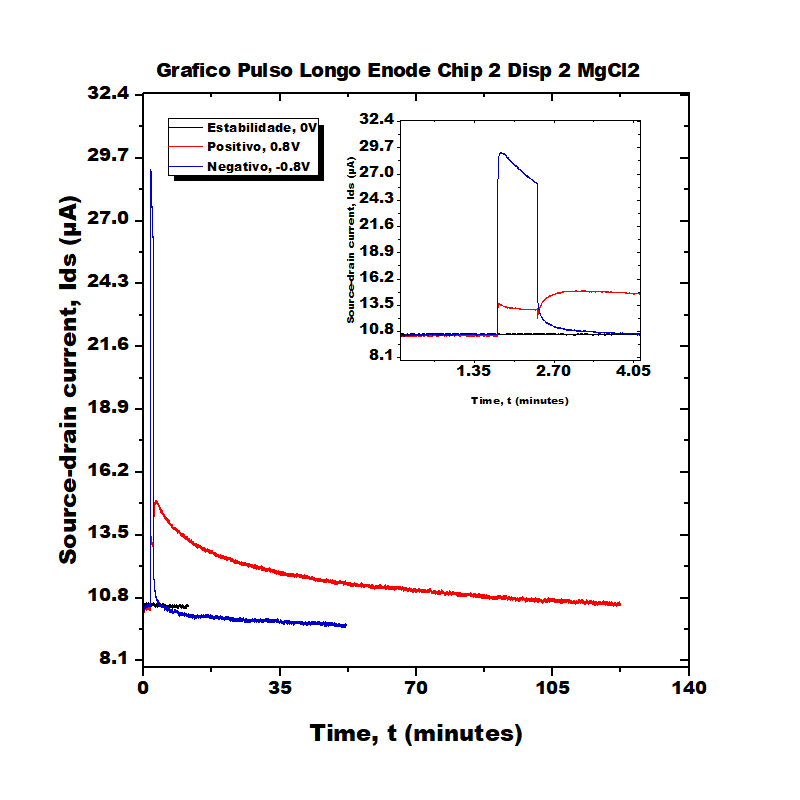 Grafico Pulso Longo Enode Chip 2 Disp 2 MgCl2
Source-drain current, Ids (µA)
32.4
29.7
27.0
24.3
21.6
18.9
16.2
13.5
10.8
8.1
0 35 70 105 140
Time, t (minutes)
Estabilidade, 0V
Positivo, 0.8V
Negativo, -0.8V
Source-drain current, Ids (µA)
32.4
29.7
27.0
24.3
21.6
18.9
16.2
13.5
10.8
8.1
1.35 2.70 4.05
Time, t (minutes)